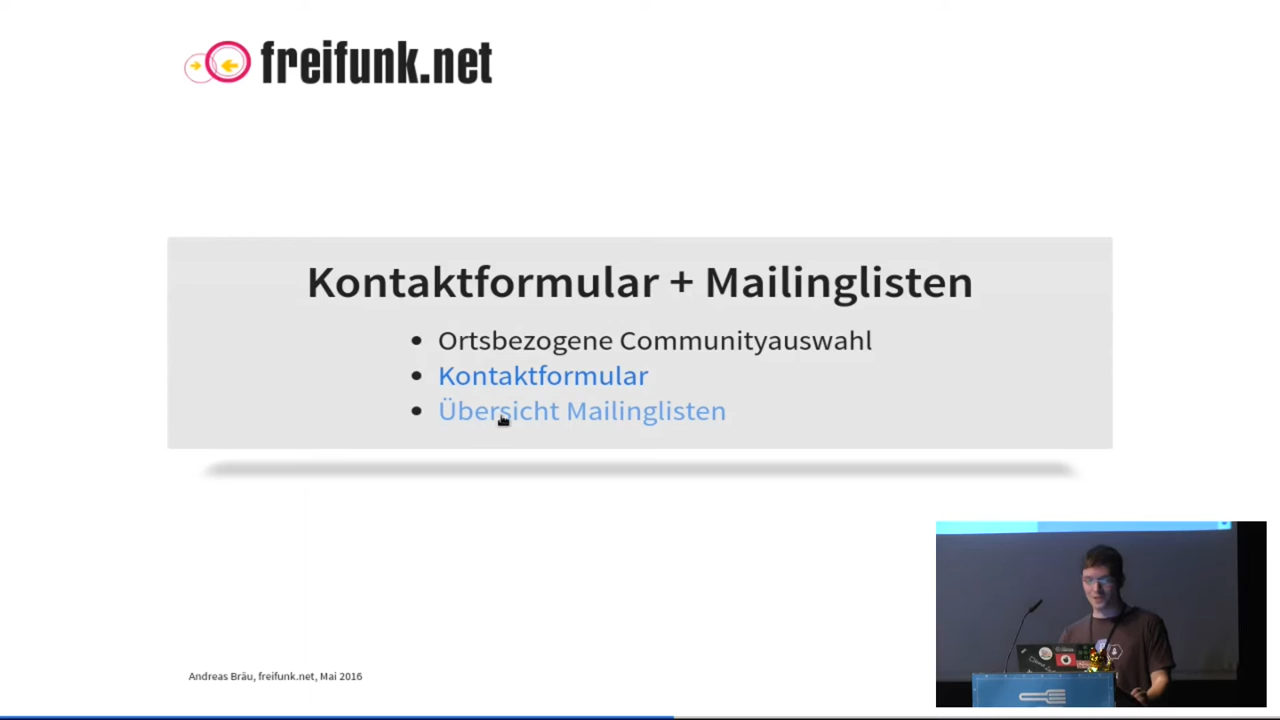 freifunk.net
Kontaktformular + Mailinglisten
Ortsbezogene Communityauswahl
Kontaktformular
Übersicht Mailinglisten
Andreas Bräu, freifunk.net, Mai 2016